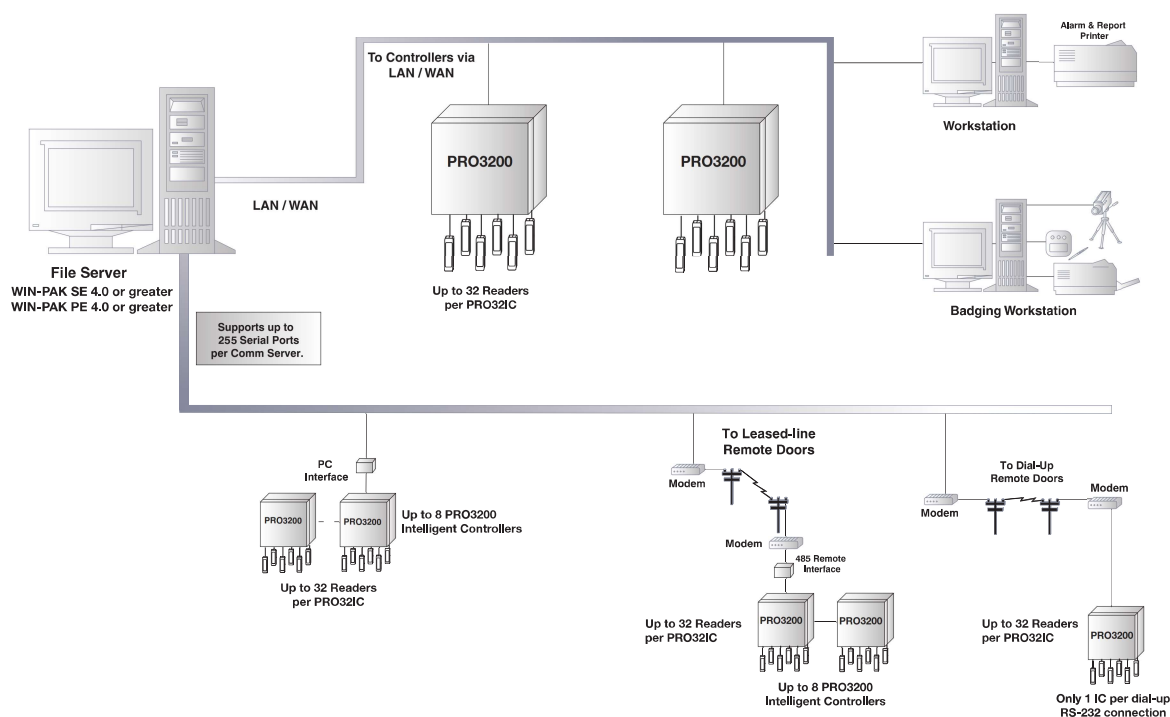 Alarm & Report
Printer
To Controllers via
LAN / WAN
PRO3200
PRO3200
Workstation
LAN / WAN
File Server
WIN-PAK SE 4.0 or greater
WIN-PAK PE 4.0 or greater
Up to 32 Readers
per PRO32IC
Badging Workstation
Supports up to
255 Serial Ports
per Comm Server.
To Leased-line
Remote Doors
PC
Interface
Modem
To Dial-Up
Remote Doors
Modem
Modem
PRO3200
PRO3200
Up to 8 PRO3200
Intelligent Controllers
Modem
485 Remote
Interface
Up to 32 Readers
per PRO32IC
Up to 32 Readers
per PRO32IC
PRO3200
PRO3200
Up to 32 Readers
per PRO32IC
PRO3200
Up to 8 PRO3200
Intelligent Controllers
Only 1 IC per dial-up
RS-232 connection